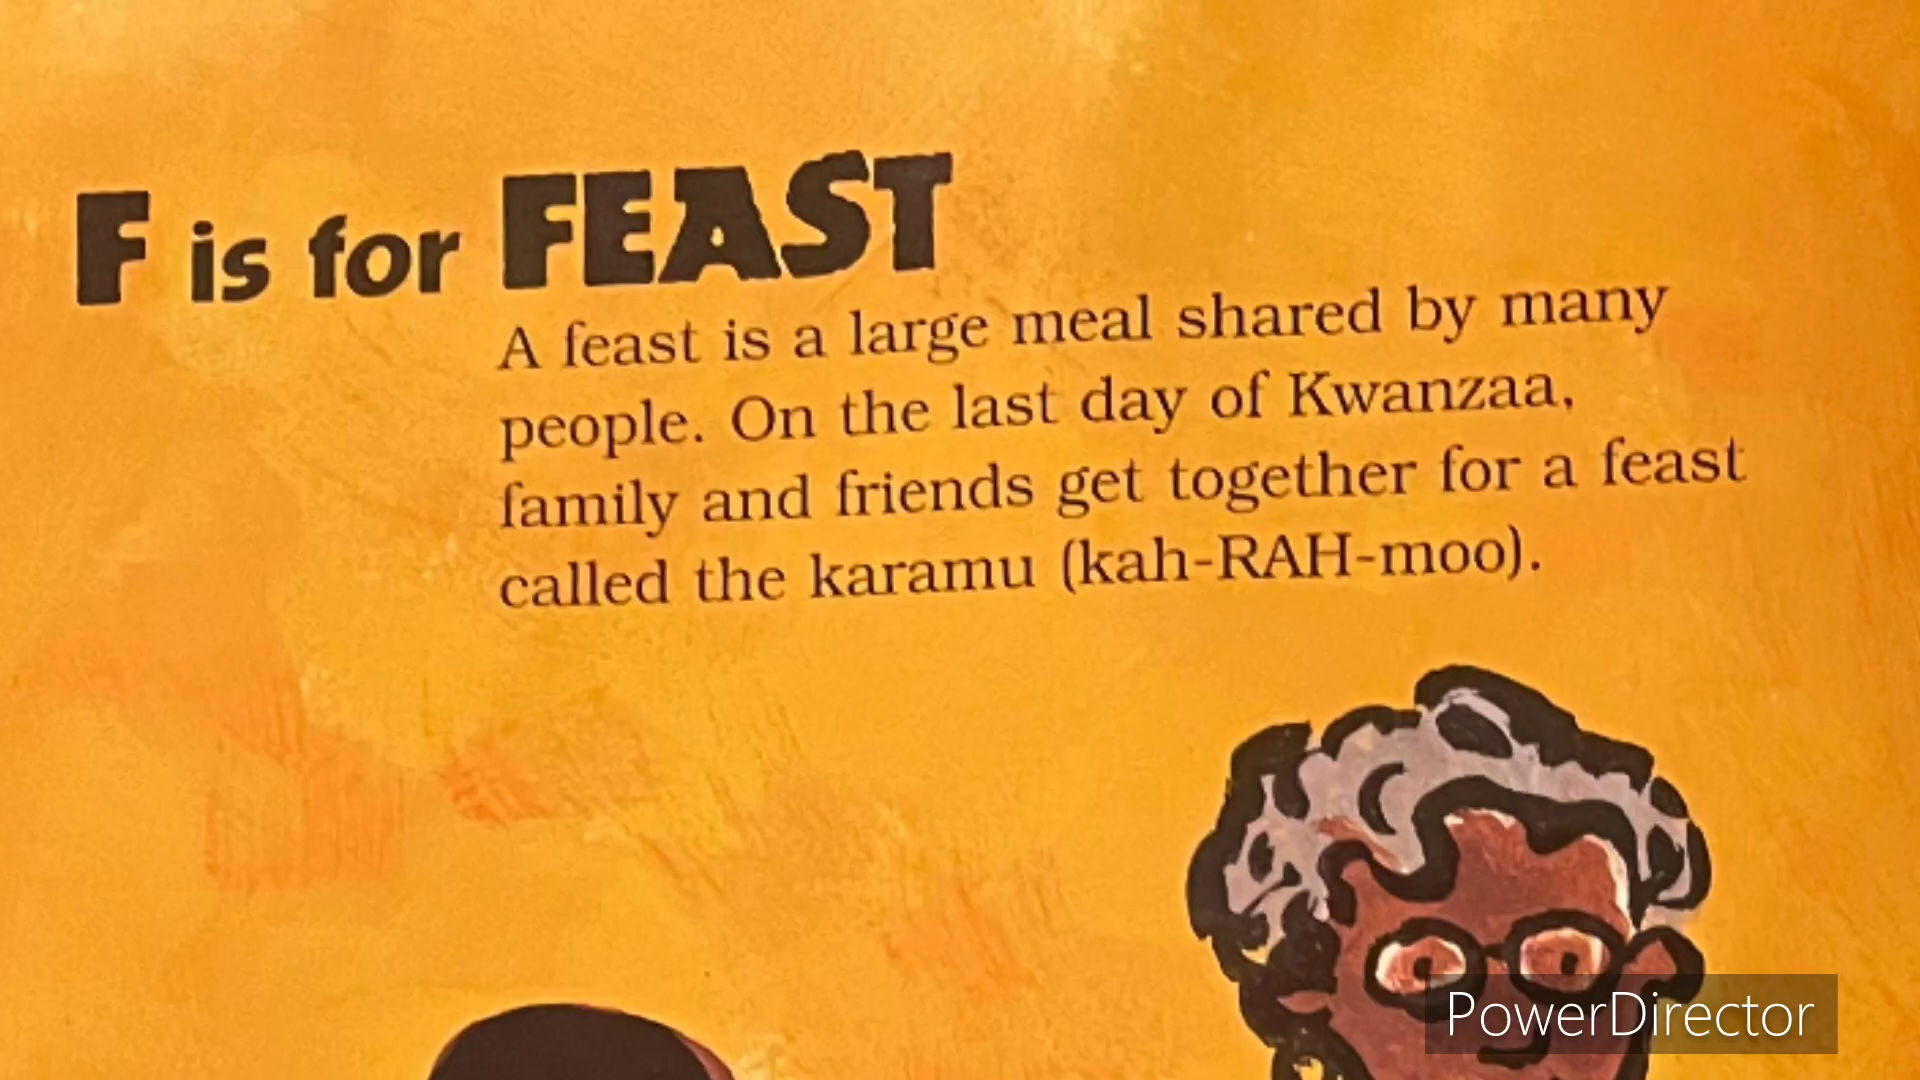 F is for FEAST
A feast is a large meal shared by many
people. On the last day of Kwanzaa,
family and friends get together for a feast
called the karamu (kah-RAH-moo).
PowerDirector